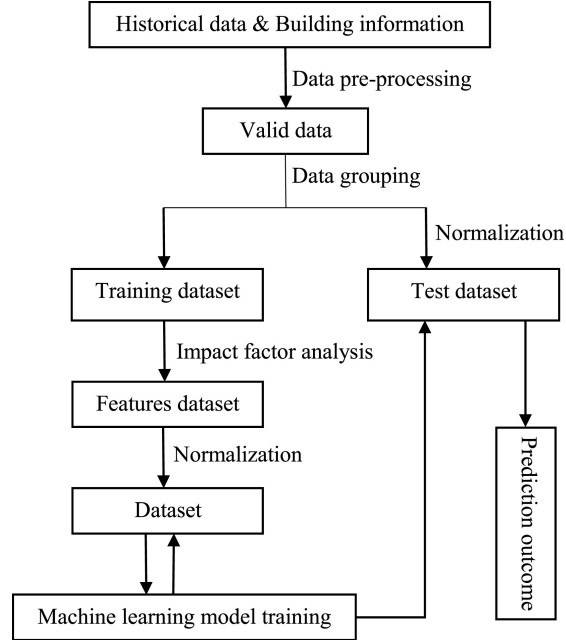 Historical data & Building information
Data pre-processing
Valid data
Data grouping
Normalization
Training dataset
Test dataset
Impact factor analysis
Features dataset
Normalization
Prediction outcome
Dataset
Machine learning model training